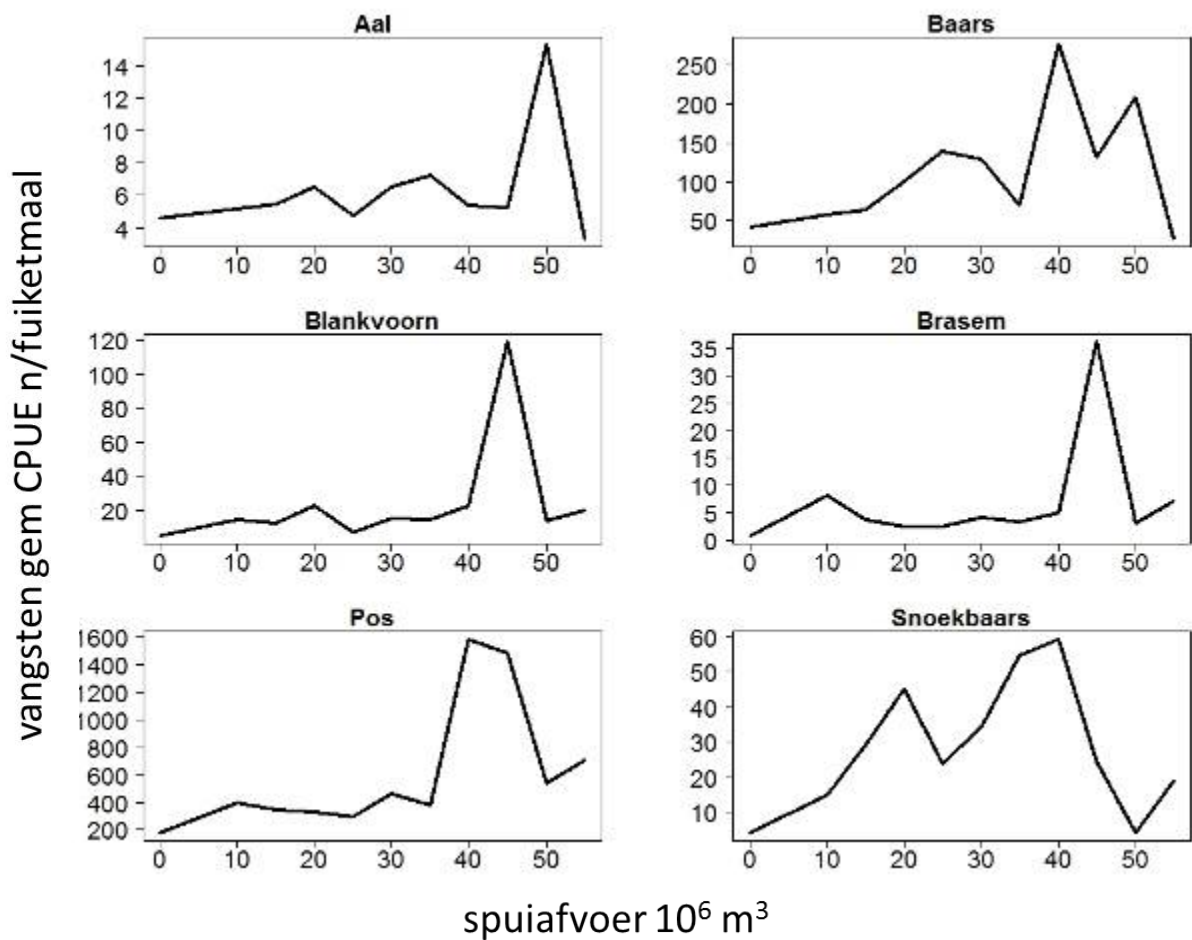 vangsten gem CPUE n/fuiketmaal
Aal
14
12
10
8
6
4
0 10 20 30 40 50
Baars
250
200
150
100
50
0 10 20 30 40 50
Blankvoorn
120
100
80
60
40
20
0 10 20 30 40 50
Brasem
35
30
25
20
15
10
5
0
0 10 20 30 40 50
Pos
1600
1400
1200
1000
800
600
400
200
0 10 20 30 40 50
Snoekbaars
60
50
40
30
20
10
0 10 20 30 40 50
spuiafvoer 10⁶ m³